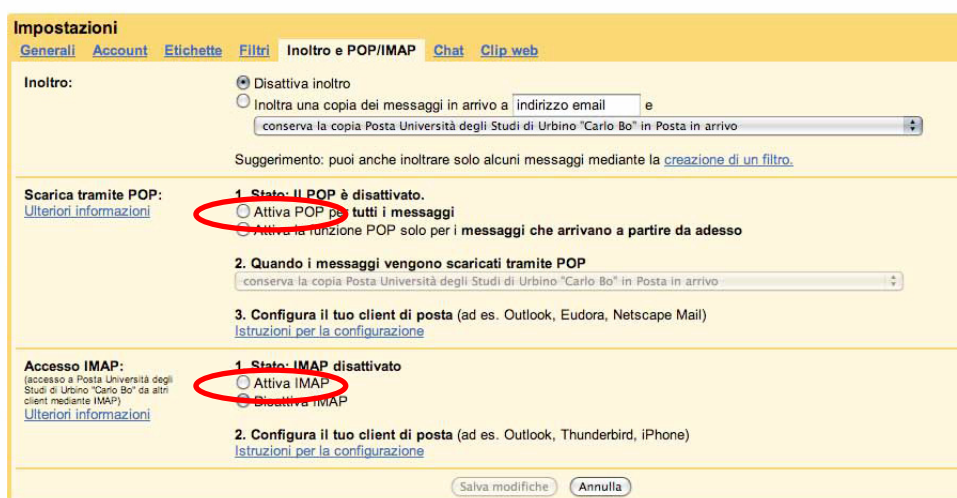 Impostazioni
Generali Account Etichette Filtri Inoltro e POP/IMAP Chat Clip web
Inoltro:
Disattiva inoltro
Inoltra una copia dei messaggi in arrivo a indirizzo email e
conserva la copia Posta Università degli Studi di Urbino "Carlo Bo" in Posta in arrivo
Suggerimento: puoi anche inoltrare solo alcuni messaggi mediante la creazione di un filtro.
Scarica tramite POP:
Ulteriori informazioni
1. Stato: Il POP è disattivato.
Attiva POP per tutti i messaggi
Attiva la funzione POP solo per i messaggi che arrivano a partire da adesso
2. Quando i messaggi vengono scaricati tramite POP
conserva la copia Posta Università degli Studi di Urbino "Carlo Bo" in Posta in arrivo
3. Configura il tuo client di posta (ad es. Outlook, Eudora, Netscape Mail)
Istruzioni per la configurazione
Accesso IMAP:
(accesso a Posta Università degli
Studi di Urbino "Carlo Bo" da altri
client mediante IMAP)
Ulteriori informazioni
1. Stato: IMAP disattivato
Attiva IMAP
Disattiva IMAP
2. Configura il tuo client di posta (ad es. Outlook, Thunderbird, iPhone)
Istruzioni per la configurazione
Salva modifiche Annulla